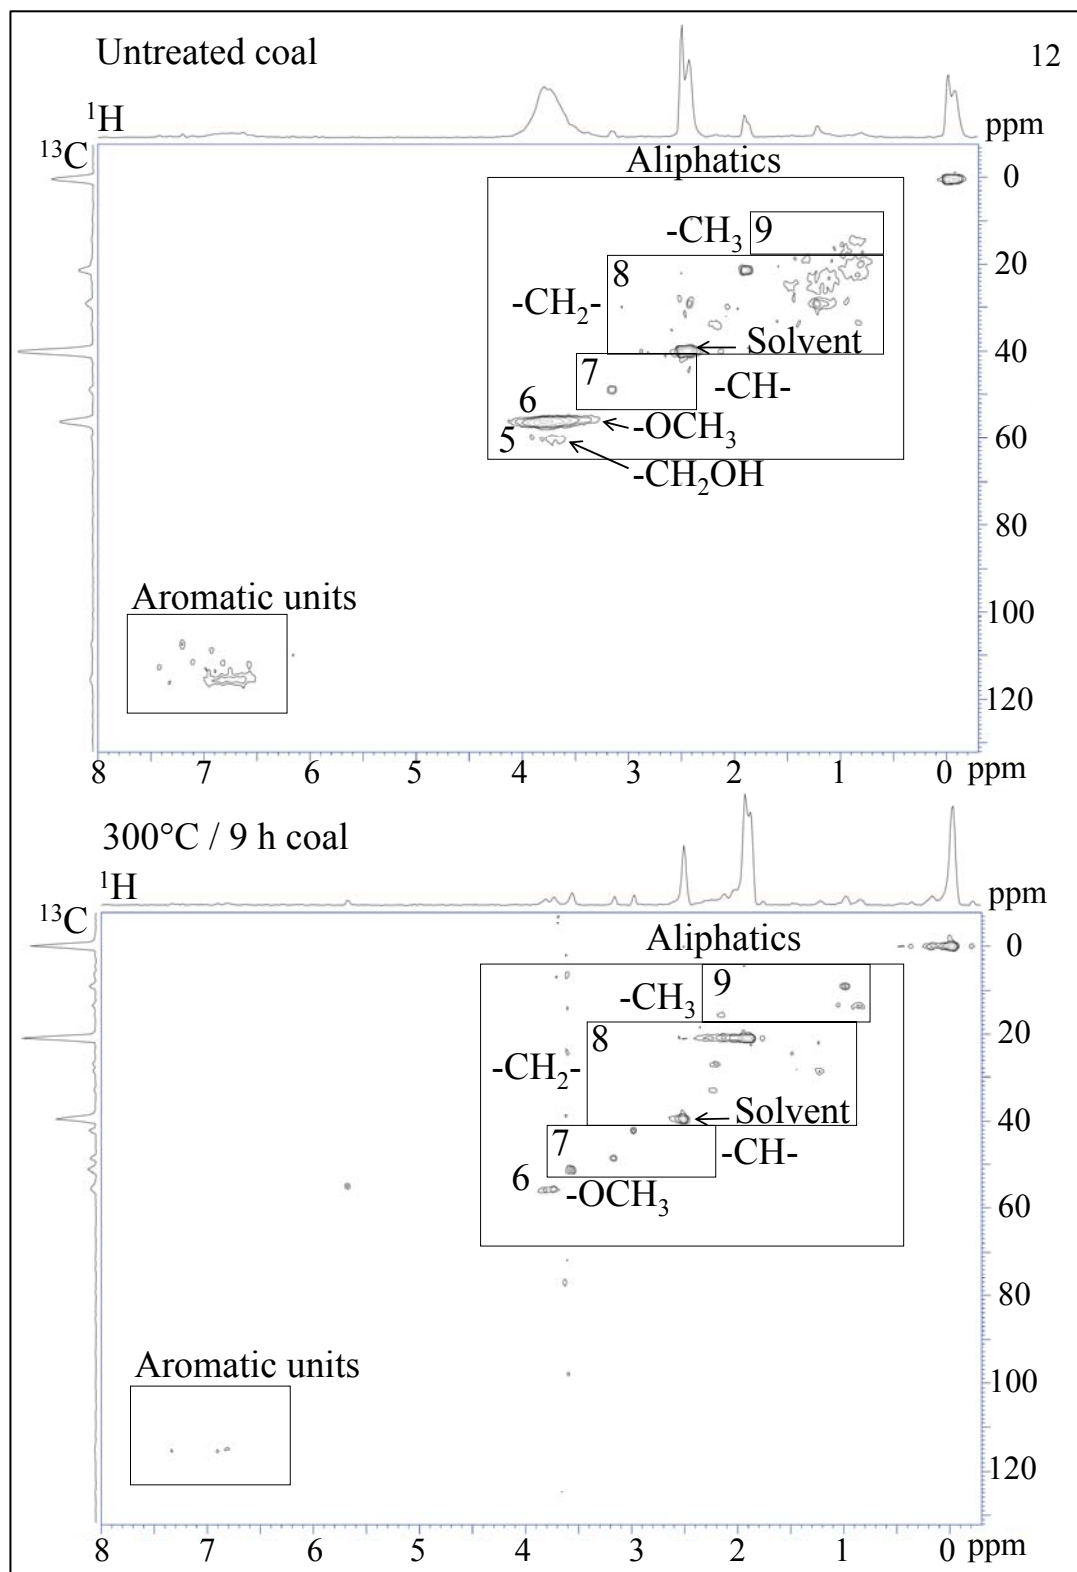 Untreated coal
12
¹H
ppm
¹³C
Aliphatics
0
-CH₃
9
20
8
-CH₂-
Solvent
40
7
-CH-
6
-OCH₃
5
60
-CH₂OH
80
Aromatic units
100
120
8 7 6 5 4 3 2 1 0 ppm
300°C / 9 h coal
¹H
ppm
¹³C
Aliphatics
0
9
-CH₃
20
8
-CH₂-
Solvent
40
7
-CH-
6
-OCH₃
60
80
Aromatic units
100
120
8 7 6 5 4 3 2 1 0 ppm